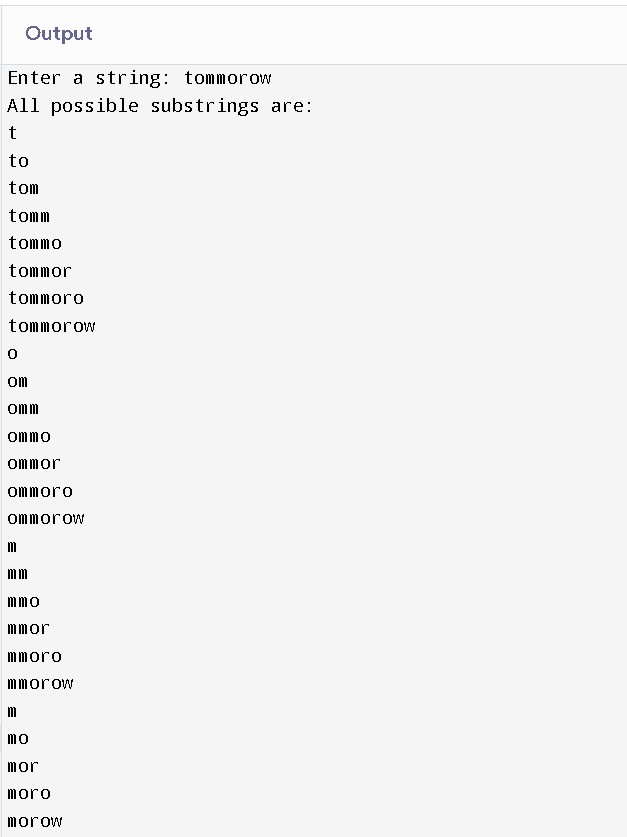 Output
Enter a string: tommorow
All possible substrings are:
t
to
tom
tomm
tommo
tommor
tommoro
tommorow
o
om
omm
ommo
ommor
ommoro
ommorow
m
mm
mmo
mmor
mmoro
mmorow
m
mo
mor
moro
morow